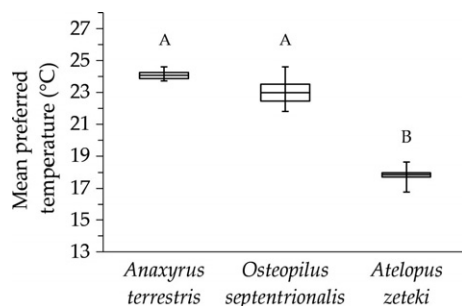 Mean preferred
temperature (°C)
27
25
23
21
19
17
15
13
A
A
B
Anaxyrus
terrestris
Osteopilus
septentrionalis
Atelopus
zeteki